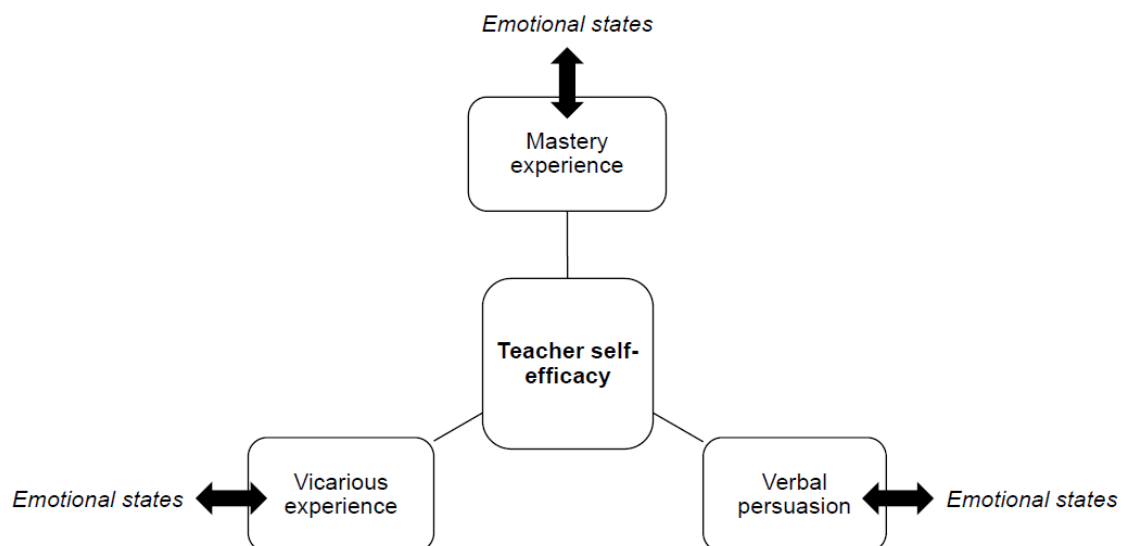 Emotional states
Mastery
experience
Teacher self-
efficacy
Vicarious
experience
Emotional states
Verbal
persuasion
Emotional states